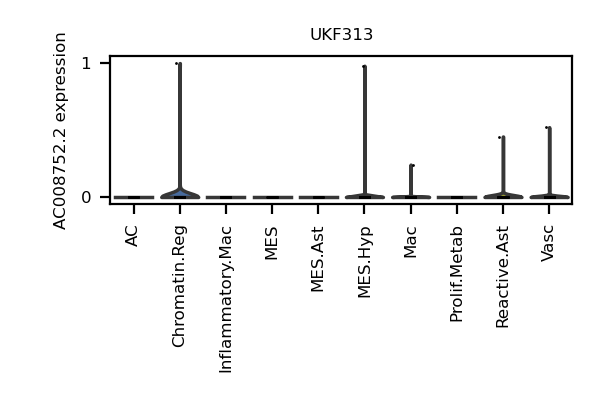 UKF313
AC008752.2 expression
1
0
AC
Chromatin.Reg
Inflammatory.Mac
MES
MES.Ast
MES.Hyp
Mac
Prolif.Metab
Reactive.Ast
Vasc